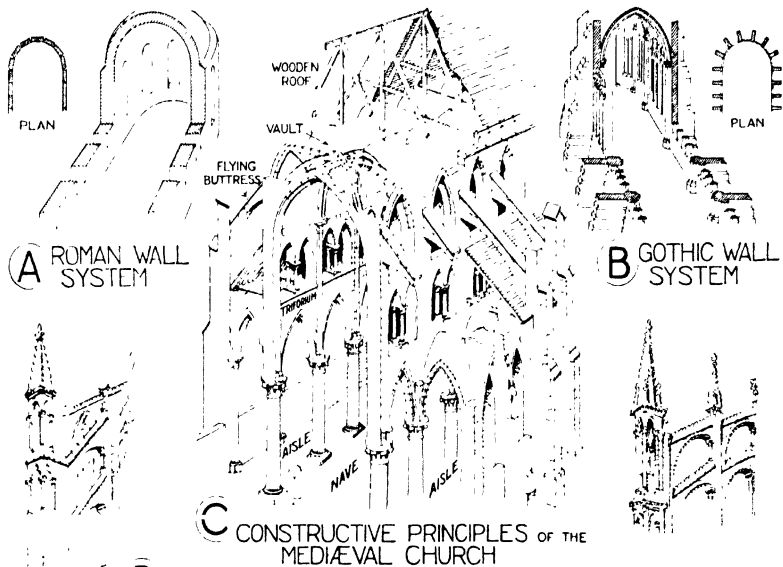 PLAN
WOODEN
ROOF
VAULT
FLYING
BUTTRESS
PLAN
A ROMAN WALL
SYSTEM
B GOTHIC WALL
SYSTEM
TRIFORIUM
AISLE
NAVE
AISLE
C CONSTRUCTIVE PRINCIPLES OF THE
MEDIÆVAL CHURCH